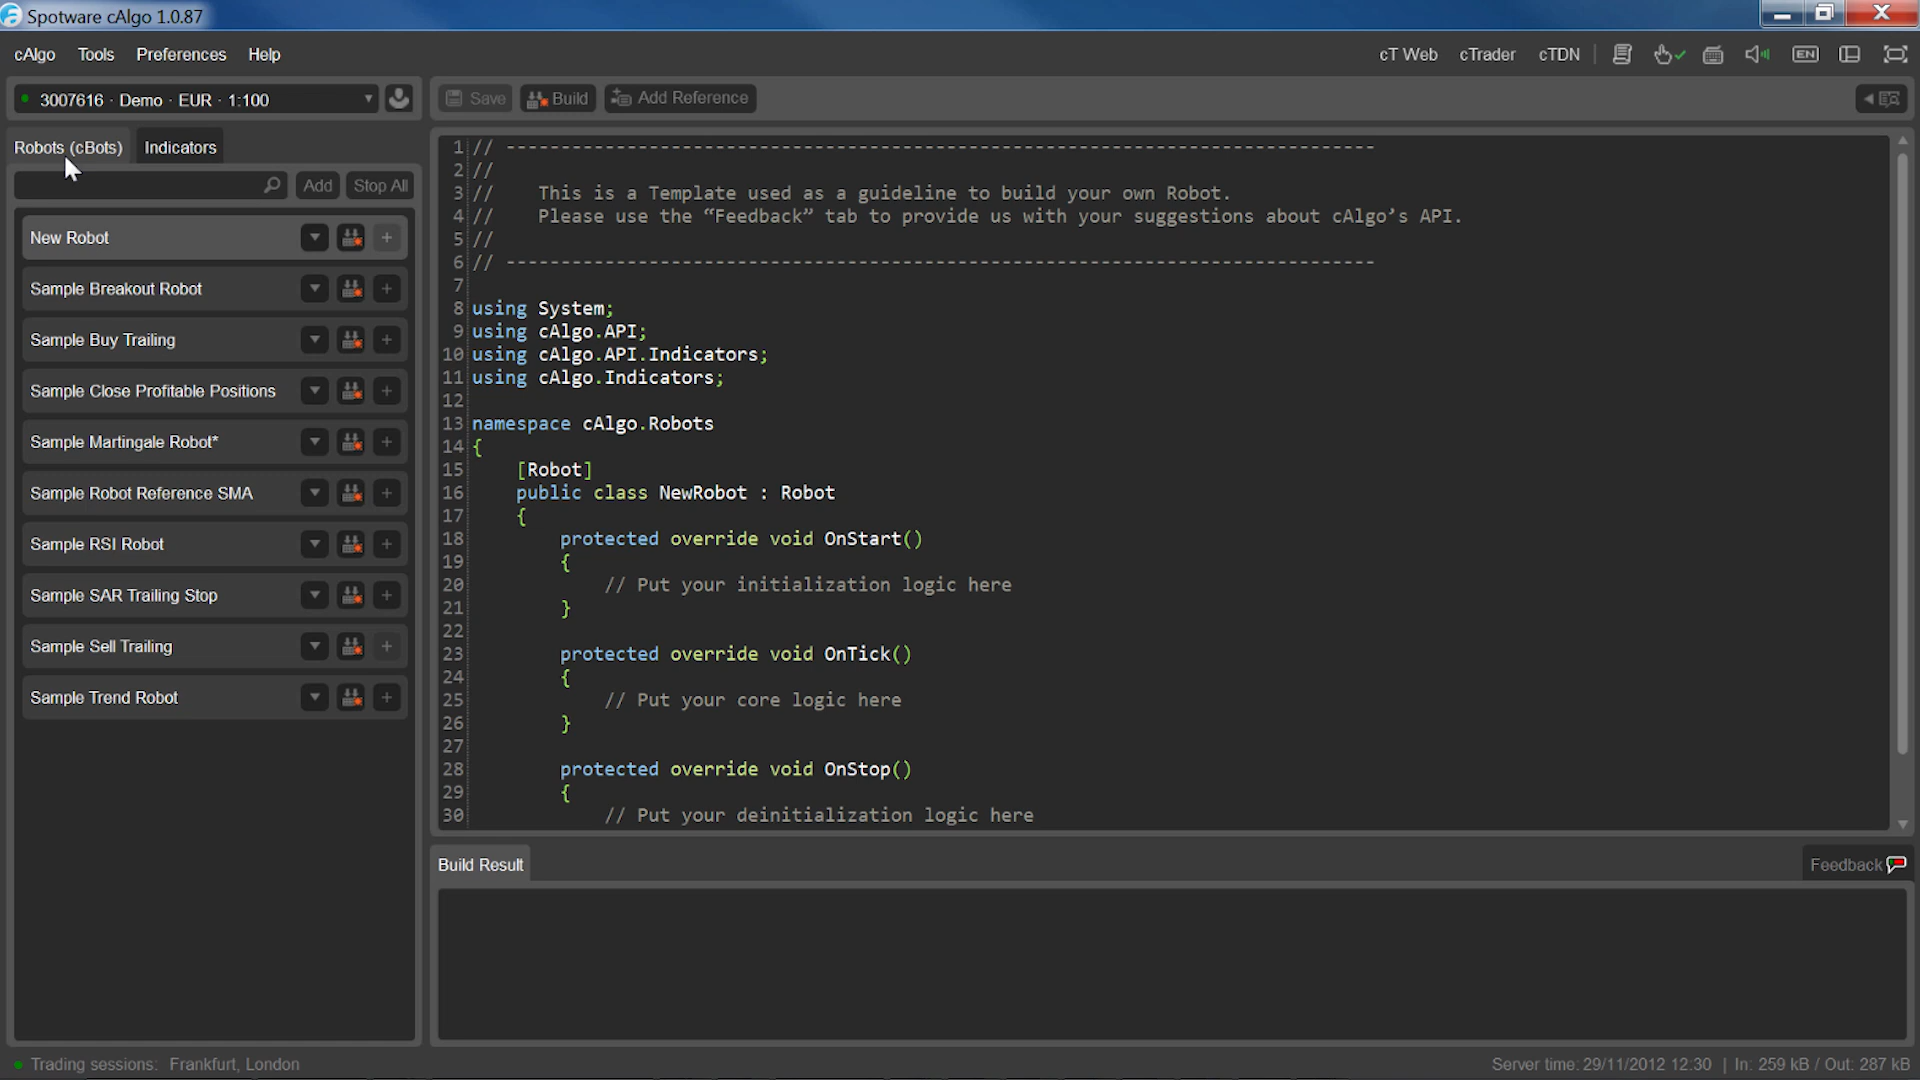 Spotware cAlgo 1.0.87
cAlgo Tools Preferences Help cT Web cTrader cTDN EN
3007616 · Demo · EUR · 1:100
Save Build Add Reference
Robots (cBots) Indicators
Add Stop All
New Robot
Sample Breakout Robot
Sample Buy Trailing
Sample Close Profitable Positions
Sample Martingale Robot*
Sample Robot Reference SMA
Sample RSI Robot
Sample SAR Trailing Stop
Sample Sell Trailing
Sample Trend Robot
1 // -------------------------------------------------------------------------------
2 //
3 // This is a Template used as a guideline to build your own Robot.
4 // Please use the “Feedback” tab to provide us with your suggestions about cAlgo’s API.
5 //
6 // -------------------------------------------------------------------------------
7
8 using System;
9 using cAlgo.API;
10 using cAlgo.API.Indicators;
11 using cAlgo.Indicators;
12
13 namespace cAlgo.Robots
14 {
15 [Robot]
16 public class NewRobot : Robot
17 {
18 protected override void OnStart()
19 {
20 // Put your initialization logic here
21 }
22
23 protected override void OnTick()
24 {
25 // Put your core logic here
26 }
27
28 protected override void OnStop()
29 {
30 // Put your deinitialization logic here
Build Result
Feedback
Trading sessions: Frankfurt, London
Server time: 29/11/2012 12:30 | In: 259 kB / Out: 287 kB